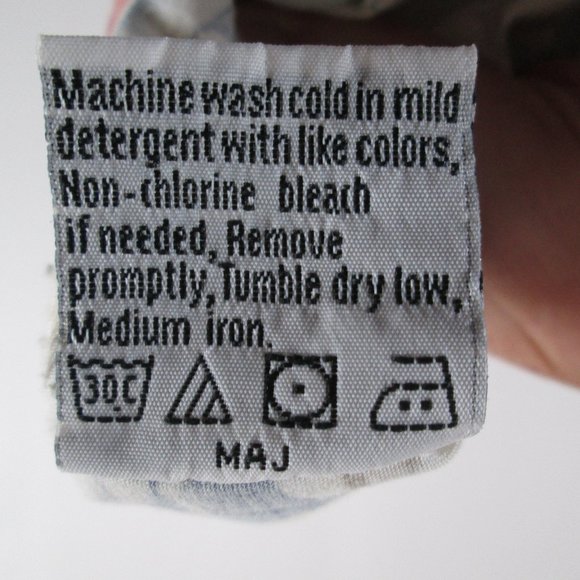 Machine wash cold in mild
detergent with like colors,
Non-chlorine bleach
if needed, Remove
promptly, Tumble dry low,
Medium iron.
30C
MAJ